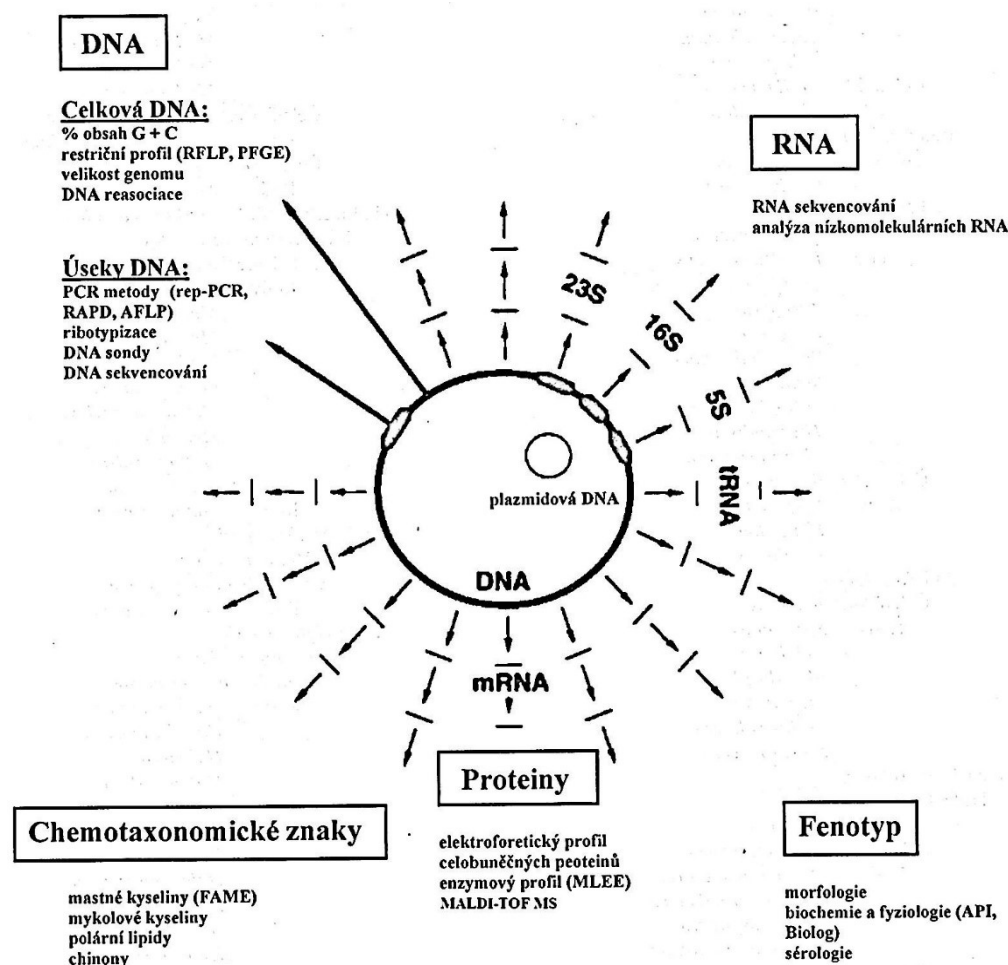 DNA
Celková DNA:
% obsah G + C
restriční profil (RFLP, PFGE)
velikost genomu
DNA reasociace
Úseky DNA:
PCR metody (rep-PCR,
RAPD, AFLP)
ribotypizace
DNA sondy
DNA sekvencování
RNA
RNA sekvencování
analýza nízkomolekulárních RNA
23S
16S
5S
tRNA
plazmidová DNA
DNA
mRNA
Chemotaxonomické znaky
mastné kyseliny (FAME)
mykolové kyseliny
polární lipidy
chinony
Proteiny
elektroforetický profil
celobuněčných peoteinů
enzymový profil (MLEE)
MALDI-TOF MS
Fenotyp
morfologie
biochemie a fyziologie (API,
Biolog)
sérologie